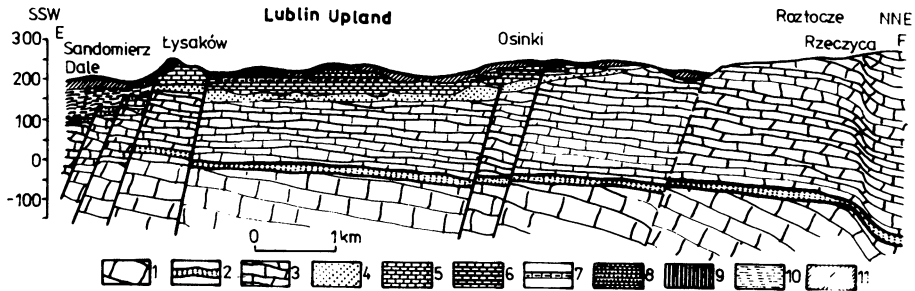 SSW Lublin Upland Roztocze NNE
E F
Sandomierz Dale Łysaków Osinki Rzeczyca
300
200
100
0
-100
0 1km
1 2 3 4 5 6 7 8 9 10 11